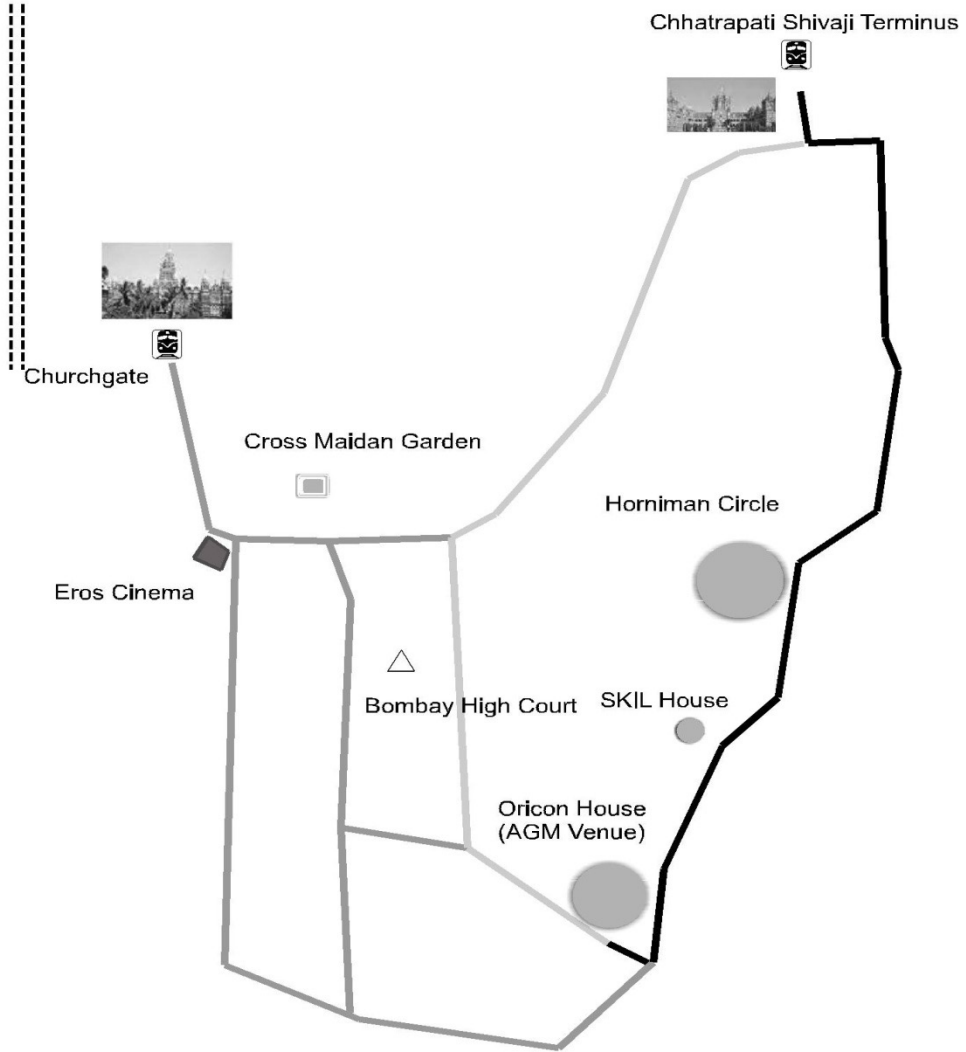 Chhatrapati Shivaji Terminus
Churchgate
Cross Maidan Garden
Horniman Circle
Eros Cinema
Bombay High Court
SKIL House
Oricon House
(AGM Venue)